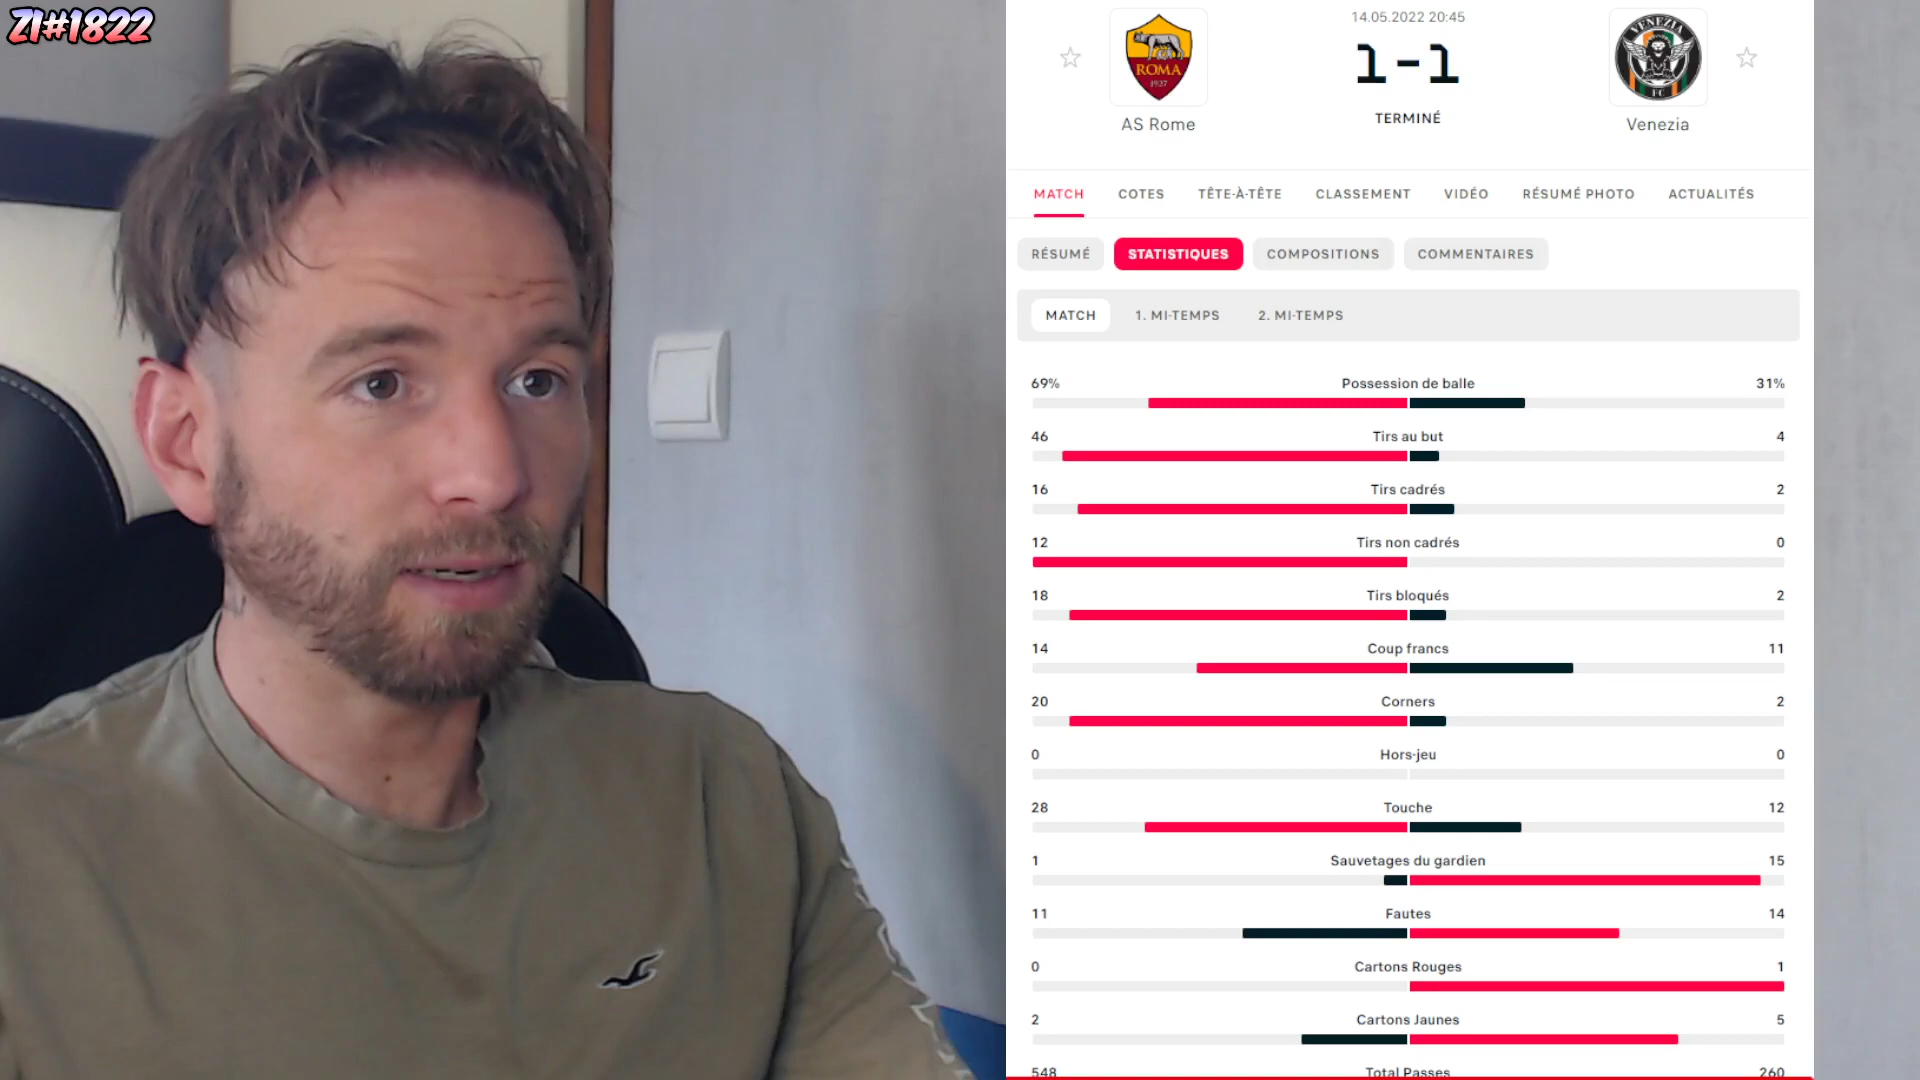 ZI#1822
14.05.2022 20:45
1-1
TERMINÉ
ROMA
1927
AS Rome
VENEZIA
FC
Venezia
MATCH COTES TÊTE-À-TÊTE CLASSEMENT VIDÉO RÉSUMÉ PHOTO ACTUALITÉS
RÉSUMÉ STATISTIQUES COMPOSITIONS COMMENTAIRES
MATCH 1. MI-TEMPS 2. MI-TEMPS
69% Possession de balle 31%
46 Tirs au but 4
16 Tirs cadrés 2
12 Tirs non cadrés 0
18 Tirs bloqués 2
14 Coup francs 11
20 Corners 2
0 Hors-jeu 0
28 Touche 12
1 Sauvetages du gardien 15
11 Fautes 14
0 Cartons Rouges 1
2 Cartons Jaunes 5
548 Total Passes 260